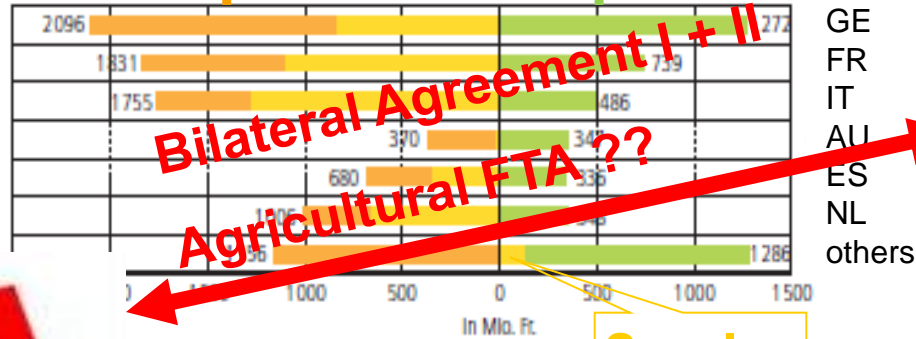 2096 272 GE
1831 739 FR
1755 486 IT
Bilateral Agreement I + II
370 34 AU
680 336 ES
Agricultural FTA ??
NL
1286 others
1000 500 0 500 1000 1500
In Mio. Fr.